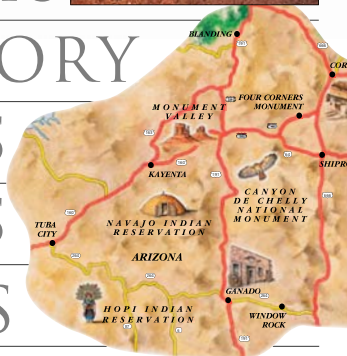 ORY
BLANDING
COR
FOUR CORNERS
MONUMENT
MONUMENT
VALLEY
SHIPRO
KAYENTA
CANYON
DE CHELLY
NATIONAL
MONUMENT
NAVAJO INDIAN
RESERVATION
TUBA
CITY
ARIZONA
GANADO
HOPI INDIAN
RESERVATION
WINDOW
ROCK
S
S
S